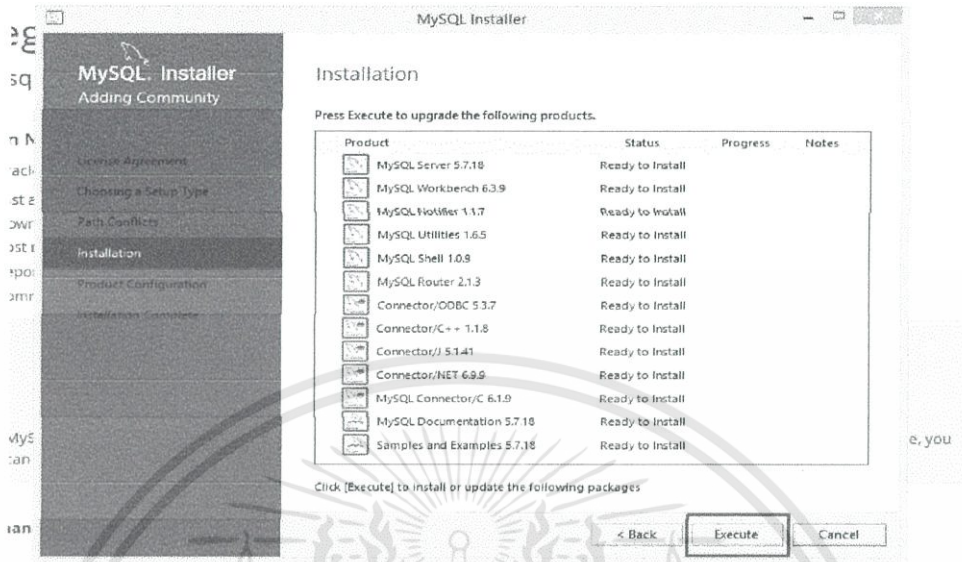 MySQL Installer
MySQL. Installer
Adding Community
License Agreement
Choosing a Setup Type
Path Conflicts
Installation
Product Configuration
Installation Complete
Installation
Press Execute to upgrade the following products.
Product Status Progress Notes
MySQL Server 5.7.18 Ready to Install
MySQL Workbench 6.3.9 Ready to Install
MySQL Notifier 1.1.7 Ready to Install
MySQL Utilities 1.6.5 Ready to Install
MySQL Shell 1.0.9 Ready to Install
MySQL Router 2.1.3 Ready to Install
Connector/ODBC 5.3.7 Ready to Install
Connector/C++ 1.1.8 Ready to Install
Connector/J 5.1.41 Ready to Install
Connector/NET 6.9.9 Ready to Install
MySQL Connector/C 6.1.9 Ready to Install
MySQL Documentation 5.7.18 Ready to Install
Samples and Examples 5.7.18 Ready to Install
Click [Execute] to install or update the following packages
< Back Execute Cancel
e, you